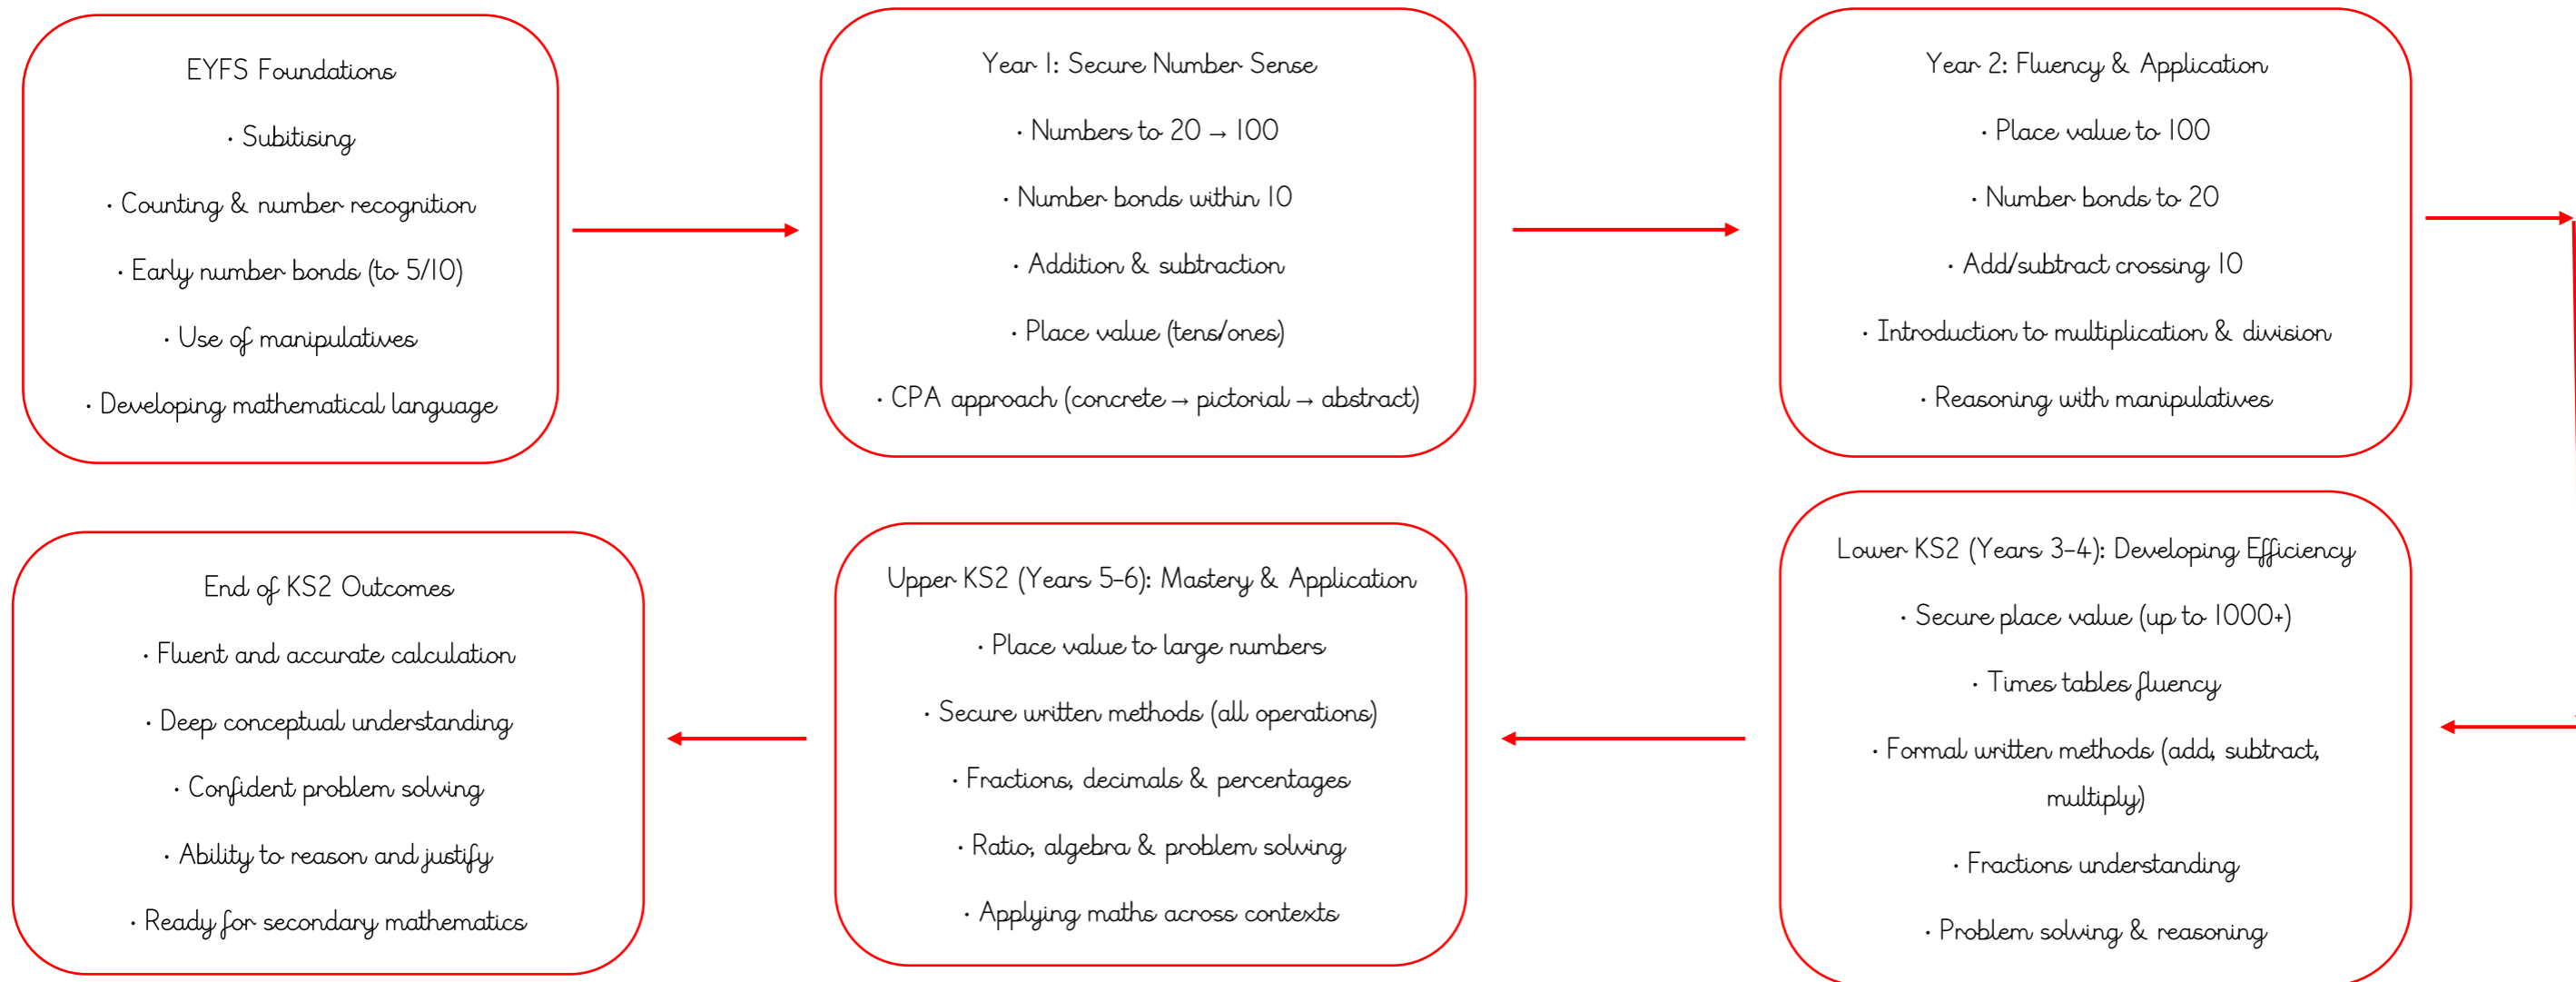 EYFS Foundations
· Subitising
· Counting & number recognition
· Early number bonds (to 5/10)
· Use of manipulatives
· Developing mathematical language
Year 1: Secure Number Sense
· Numbers to 20 → 100
· Number bonds within 10
· Addition & subtraction
· Place value (tens/ones)
· CPA approach (concrete → pictorial → abstract)
Year 2: Fluency & Application
· Place value to 100
· Number bonds to 20
· Add/subtract crossing 10
· Introduction to multiplication & division
· Reasoning with manipulatives
Lower KS2 (Years 3-4): Developing Efficiency
· Secure place value (up to 1000+)
· Times tables fluency
· Formal written methods (add, subtract,
multiply)
· Fractions understanding
· Problem solving & reasoning
Upper KS2 (Years 5-6): Mastery & Application
· Place value to large numbers
· Secure written methods (all operations)
· Fractions, decimals & percentages
· Ratio, algebra & problem solving
· Applying maths across contexts
End of KS2 Outcomes
· Fluent and accurate calculation
· Deep conceptual understanding
· Confident problem solving
· Ability to reason and justify
· Ready for secondary mathematics